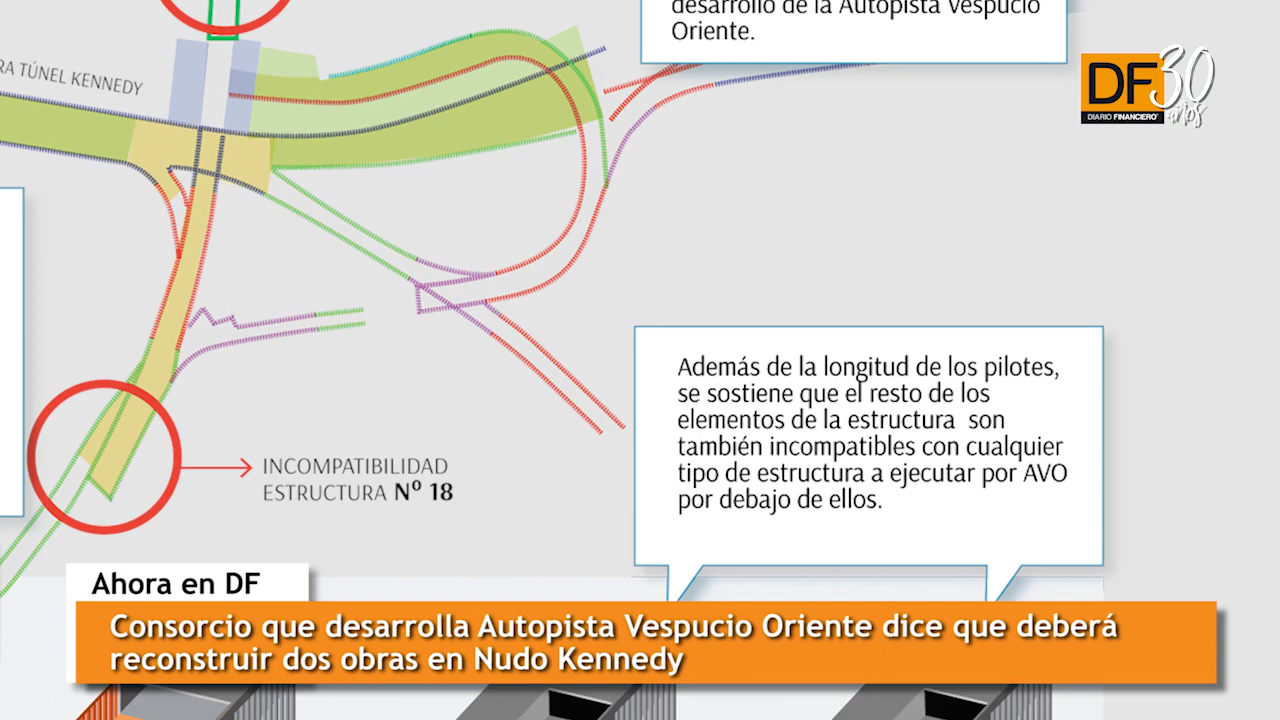 desarrollo de la Autopista Vespucio
Oriente.
DF30
DIARIO FINANCIERO
años
RA TÚNEL KENNEDY
Además de la longitud de los pilotes,
se sostiene que el resto de los
elementos de la estructura son
también incompatibles con cualquier
tipo de estructura a ejecutar por AVO
por debajo de ellos.
INCOMPATIBILIDAD
ESTRUCTURA Nº 18
Ahora en DF
Consorcio que desarrolla Autopista Vespucio Oriente dice que deberá
reconstruir dos obras en Nudo Kennedy